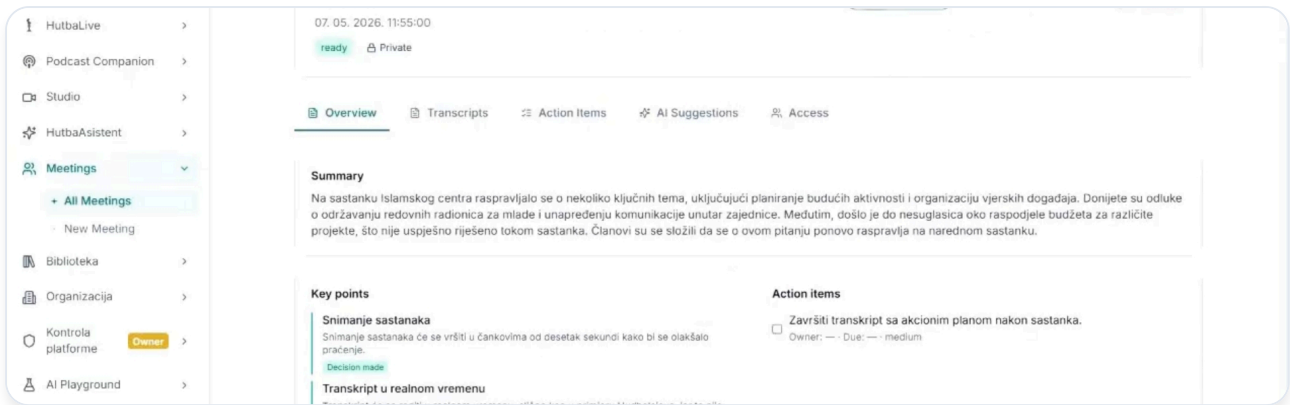 HutbaLive
Podcast Companion
Studio
HutbaAsistent
Meetings
All Meetings
New Meeting
Biblioteka
Organizacija
Kontrola
platforme
Owner
AI Playground
07. 05. 2026. 11:55:00
ready
Private
Overview
Transcripts
Action Items
AI Suggestions
Access
Summary
Na sastanku Islamskog centra raspravljalo se o nekoliko ključnih tema, uključujući planiranje budućih aktivnosti i organizaciju vjerskih događaja. Donijete su odluke
o održavanju redovnih radionica za mlade i unapređenju komunikacije unutar zajednice. Međutim, došlo je do nesuglasica oko raspodjele budžeta za različite
projekte, što nije uspješno riješeno tokom sastanka. Članovi su se složili da se o ovom pitanju ponovo raspravlja na narednom sastanku.
Key points
Snimanje sastanaka
Snimanje sastanaka će se vršiti u čankovima od desetak sekundi kako bi se olakšalo
praćenje.
Decision made
Transkript u realnom vremenu
Action items
Završiti transkript sa akcionim planom nakon sastanka.
Owner: — · Due: — · medium